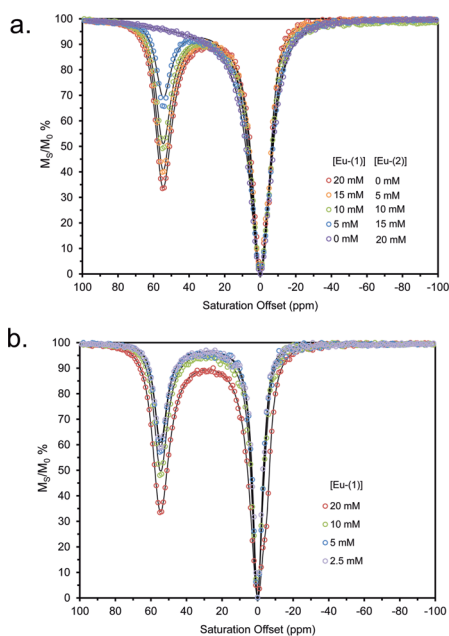 a.
100
90
80
70
60
50
40
30
20
10
0
M_S/M_0 %
[Eu-(1)] [Eu-(2)]
20 mM 0 mM
15 mM 5 mM
10 mM 10 mM
5 mM 15 mM
0 mM 20 mM
100 80 60 40 20 0 -20 -40 -60 -80 -100
Saturation Offset (ppm)
b.
100
90
80
70
60
50
40
30
20
10
0
M_S/M_0 %
[Eu-(1)]
20 mM
10 mM
5 mM
2.5 mM
100 80 60 40 20 0 -20 -40 -60 -80 -100
Saturation Offset (ppm)